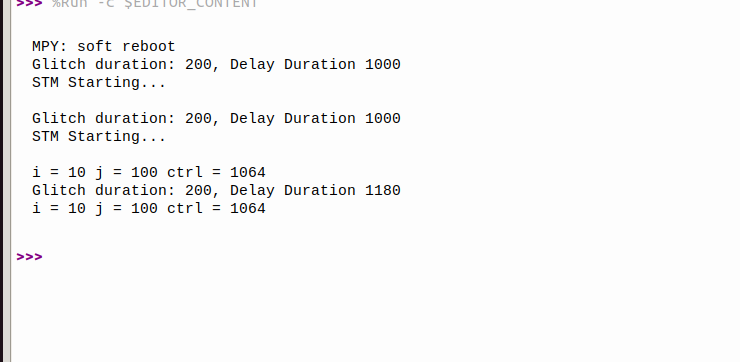 >>> %Run -c $EDITOR_CONTENT
MPY: soft reboot
Glitch duration: 200, Delay Duration 1000
STM Starting...
Glitch duration: 200, Delay Duration 1000
STM Starting...
i = 10 j = 100 ctrl = 1064
Glitch duration: 200, Delay Duration 1180
i = 10 j = 100 ctrl = 1064
>>>